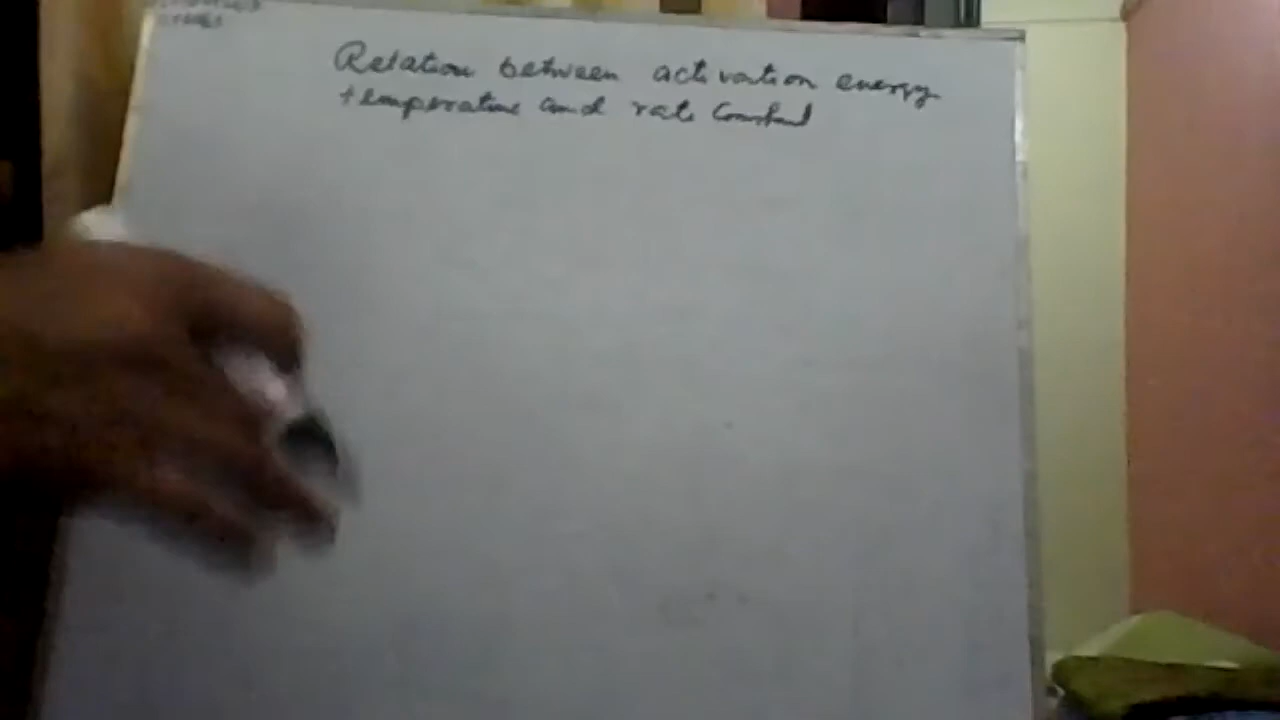 Relation between activation energy
temperature and rate constant